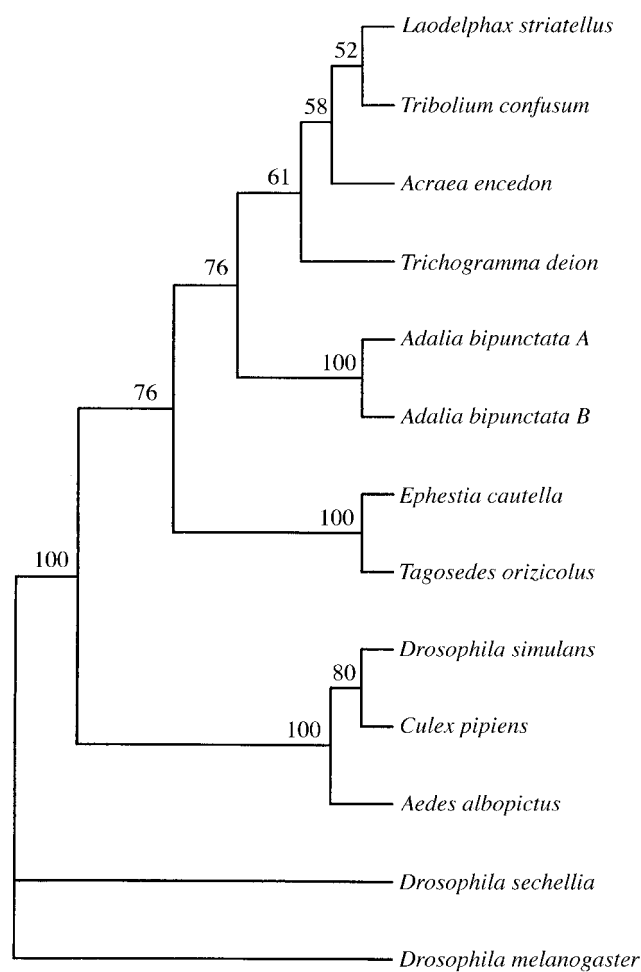 Laodelphax striatellus
52
Tribolium confusum
58
Acraea encedon
61
Trichogramma deion
76
Adalia bipunctata A
100
Adalia bipunctata B
76
Ephestia cautella
100
Tagosedes orizicolus
100
Drosophila simulans
80
Culex pipiens
100
Aedes albopictus
Drosophila sechellia
Drosophila melanogaster